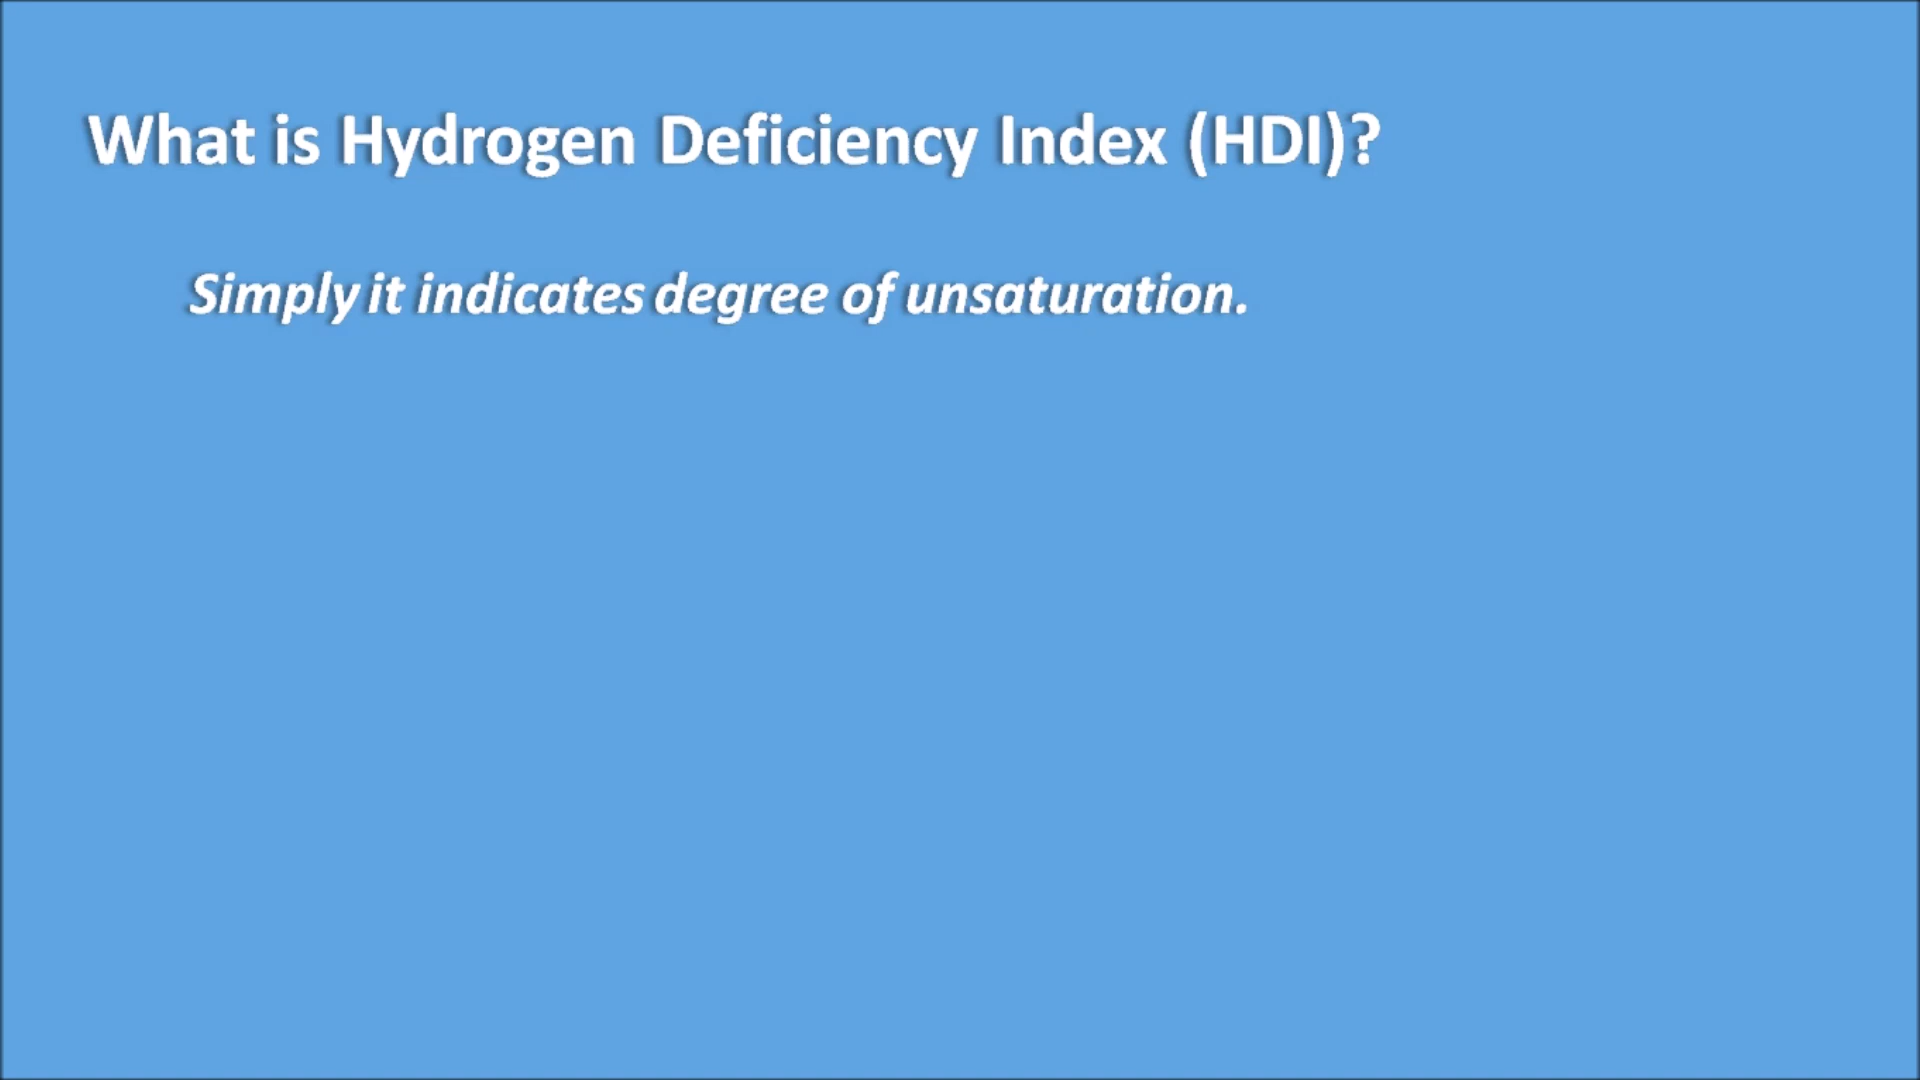 What is Hydrogen Deficiency Index (HDI)?
Simply it indicates degree of unsaturation.